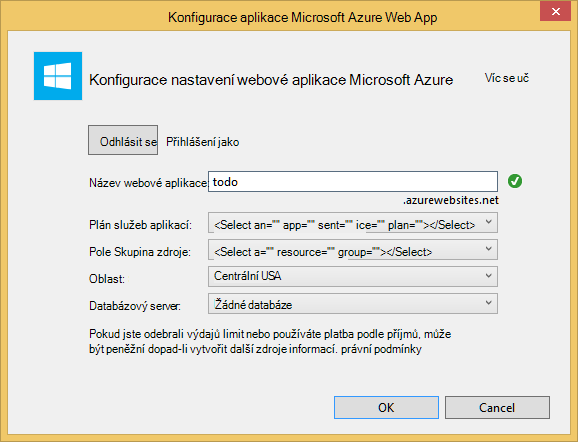 Konfigurace aplikace Microsoft Azure Web App
Konfigurace nastavení webové aplikace Microsoft Azure
Víc se uč
Odhlásit se
Přihlášení jako
Název webové aplikace:
todo
.azurewebsites.net
Plán služeb aplikací:
<Select an="" app="" sent="" ice="" plan=""></Select>
Pole Skupina zdroje:
<Select a="" resource="" group=""></Select>
Oblast:
Centrální USA
Databázový server:
Žádné databáze
Pokud jste odebrali výdajů limit nebo používáte platba podle příjmů, může
být peněžní dopad-li vytvořit další zdroje informací. právní podmínky
OK
Cancel